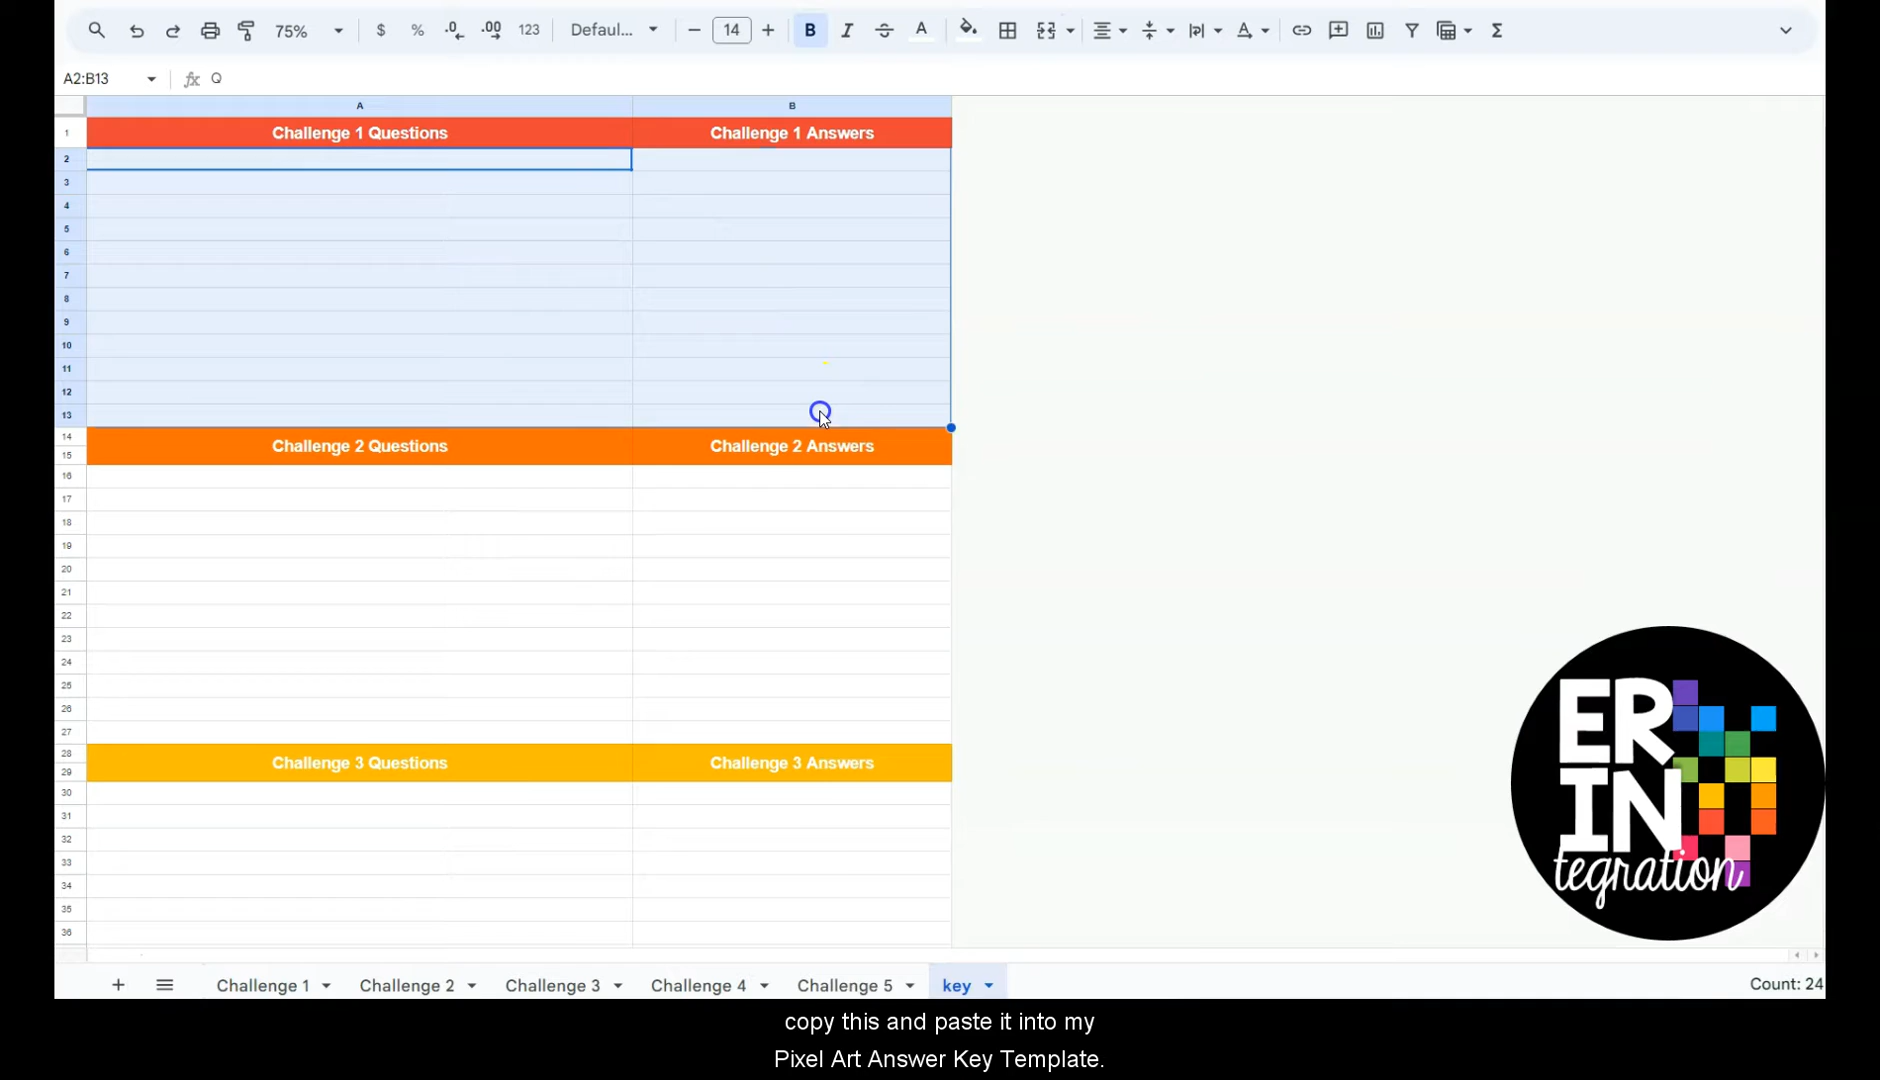 75% $ % .0 .00 123 Defaul... 14 B I A A
A2:B13 fx Q
A B
1 Challenge 1 Questions Challenge 1 Answers
2
3
4
5
6
7
8
9
10
11
12
13
14 Challenge 2 Questions Challenge 2 Answers
15
16
17
18
19
20
21
22
23
24
25
26
27
28 Challenge 3 Questions Challenge 3 Answers
29
30
31
32
33
34
35
36
ER
IN
tegration
Challenge 1 Challenge 2 Challenge 3 Challenge 4 Challenge 5 key Count: 24
copy this and paste it into my
Pixel Art Answer Key Template.